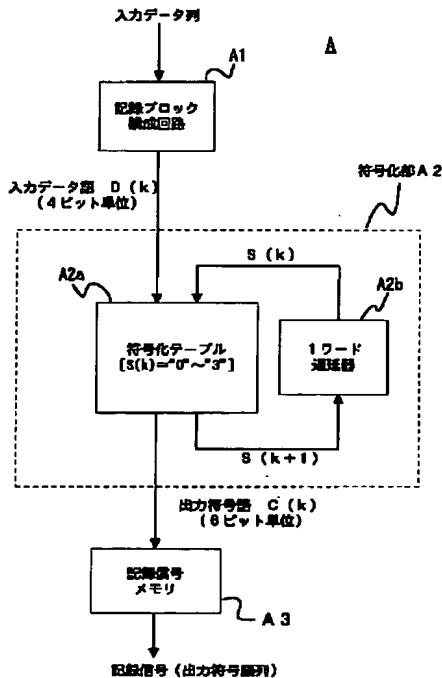 入力データ列
A
A1
記録ブロック
構成回路
入力データ語 D(k)
(4ビット単位)
符号化部A2
S(k)
A2a
A2b
符号化テーブル
[S(k)="0"~"3"]
1ワード
遅延器
S(k+1)
出力符号語 C(k)
(6ビット単位)
記録信号
メモリ
A3
記録信号(出力符号語列)